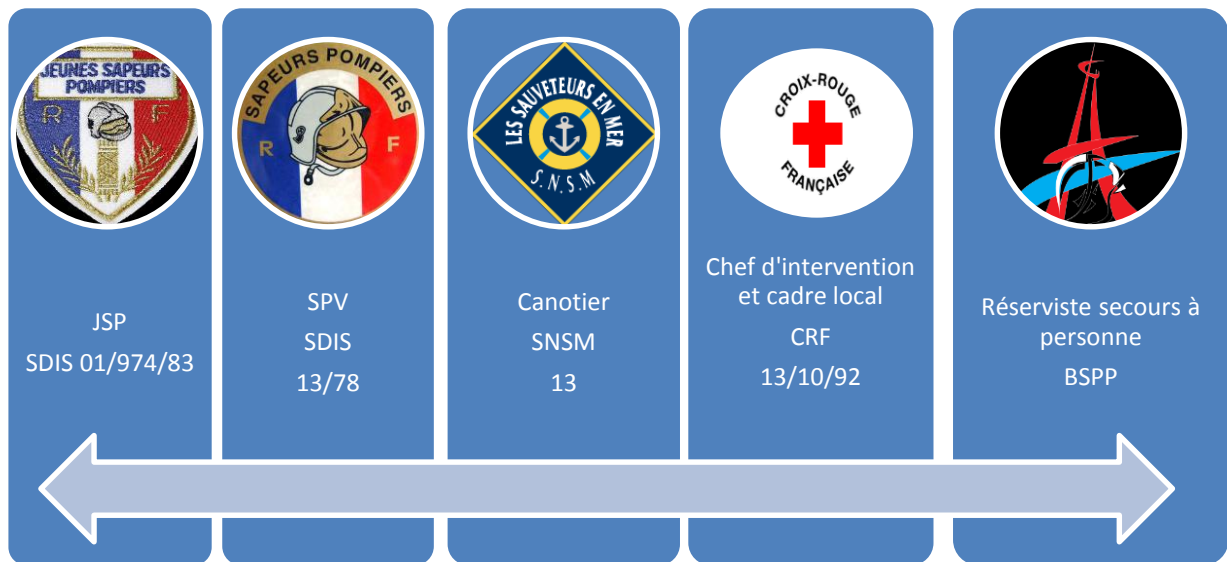 JEUNES SAPEURS
POMPIERS
R F
JSP
SDIS 01/974/83
SAPEURS POMPIERS
R F
SPV
SDIS
13/78
LES SAUVETEURS EN MER
S.N.S.M
Canotier
SNSM
13
CROIX-ROUGE
FRANÇAISE
Chef d'intervention
et cadre local
CRF
13/10/92
Réserviste secours à
personne
BSPP